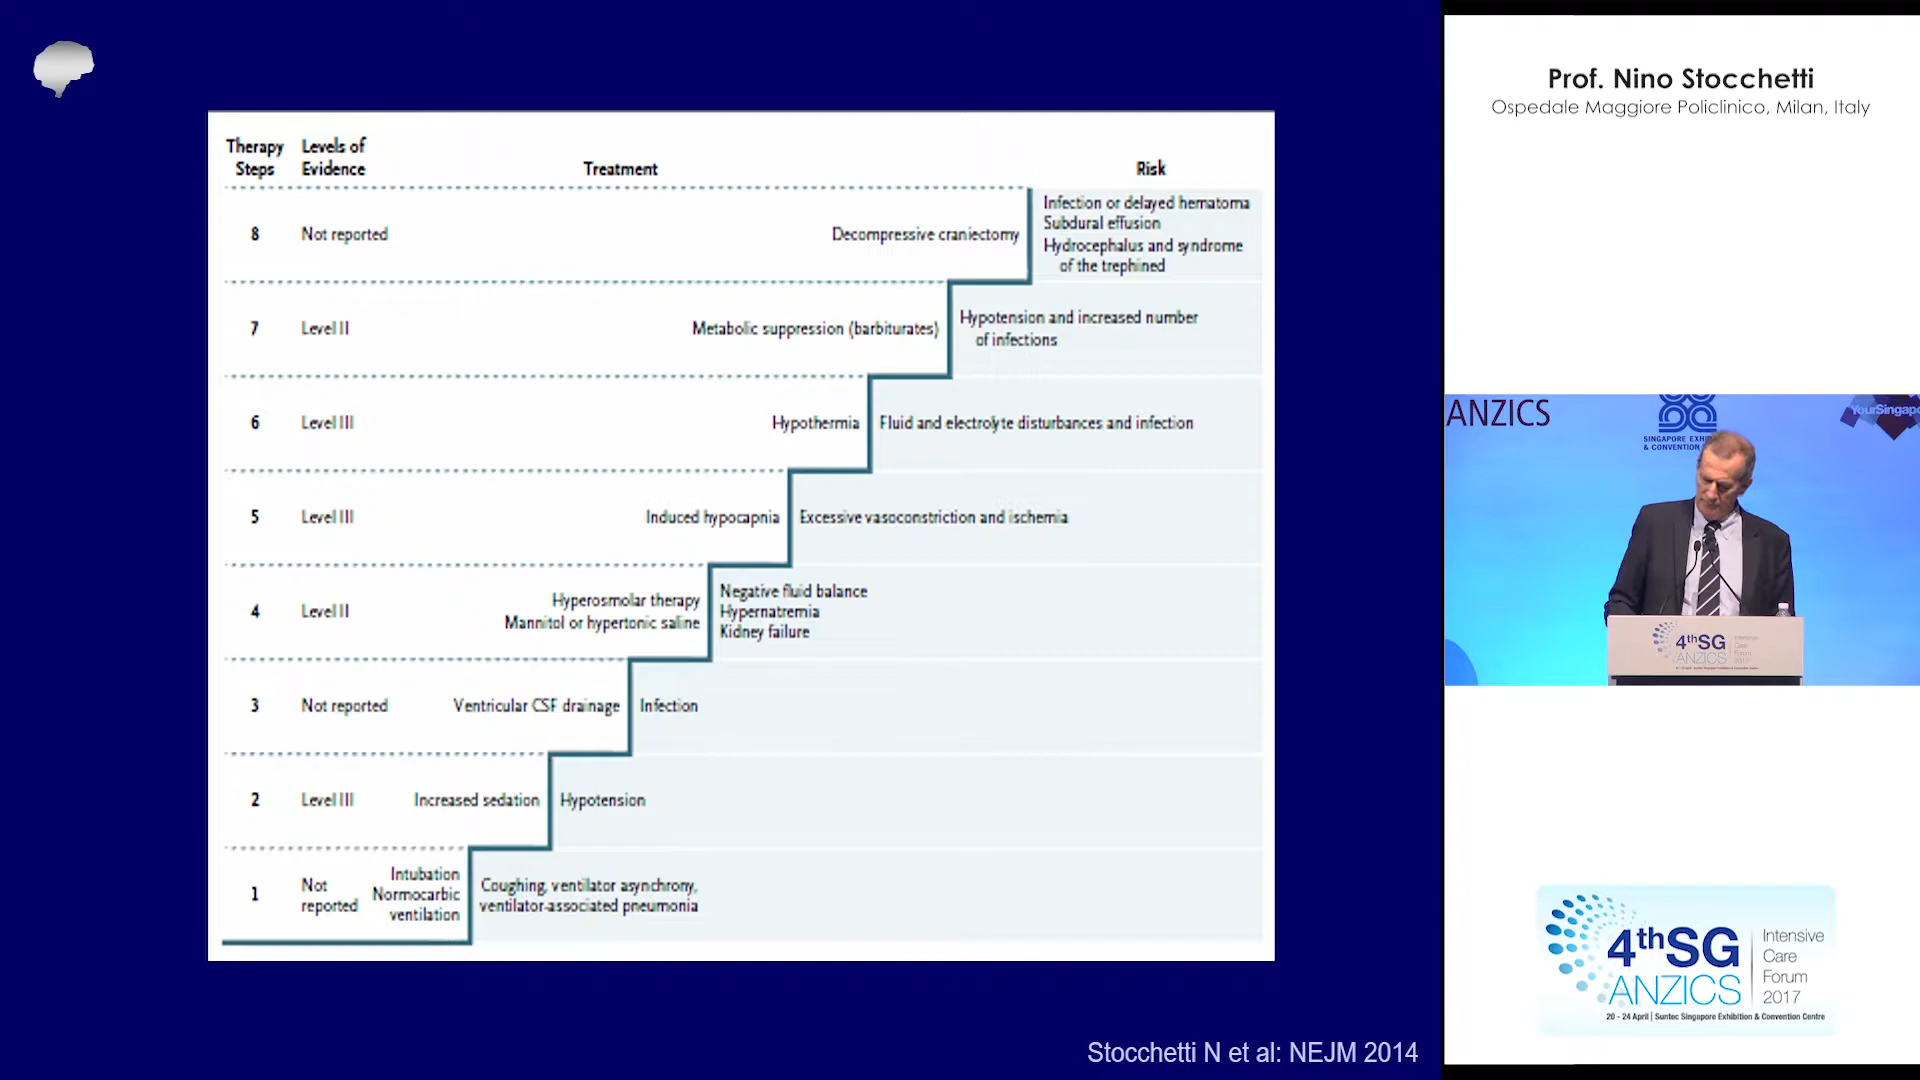 Therapy Steps
Levels of Evidence
Treatment
Risk
8
Not reported
Decompressive craniectomy
Infection or delayed hematoma
Subdural effusion
Hydrocephalus and syndrome
of the trephined
7
Level II
Metabolic suppression (barbiturates)
Hypotension and increased number
of infections
6
Level III
Hypothermia
Fluid and electrolyte disturbances and infection
5
Level III
Induced hypocapnia
Excessive vasoconstriction and ischemia
4
Level II
Hyperosmolar therapy
Mannitol or hypertonic saline
Negative fluid balance
Hypernatremia
Kidney failure
3
Not reported
Ventricular CSF drainage
Infection
2
Level III
Increased sedation
Hypotension
1
Not
reported
Intubation
Normocarbic
ventilation
Coughing, ventilator asynchrony,
ventilator-associated pneumonia
Stocchetti N et al: NEJM 2014
Prof. Nino Stocchetti
Ospedale Maggiore Policlinico, Milan, Italy
ANZICS
SINGAPORE
& CONVENTION
4thSG
ANZICS
Intensive
Care
Forum
2017
4thSG
ANZICS
Intensive
Care
Forum
2017
20 - 24 April | Suntec Singapore Exhibition & Convention Centre